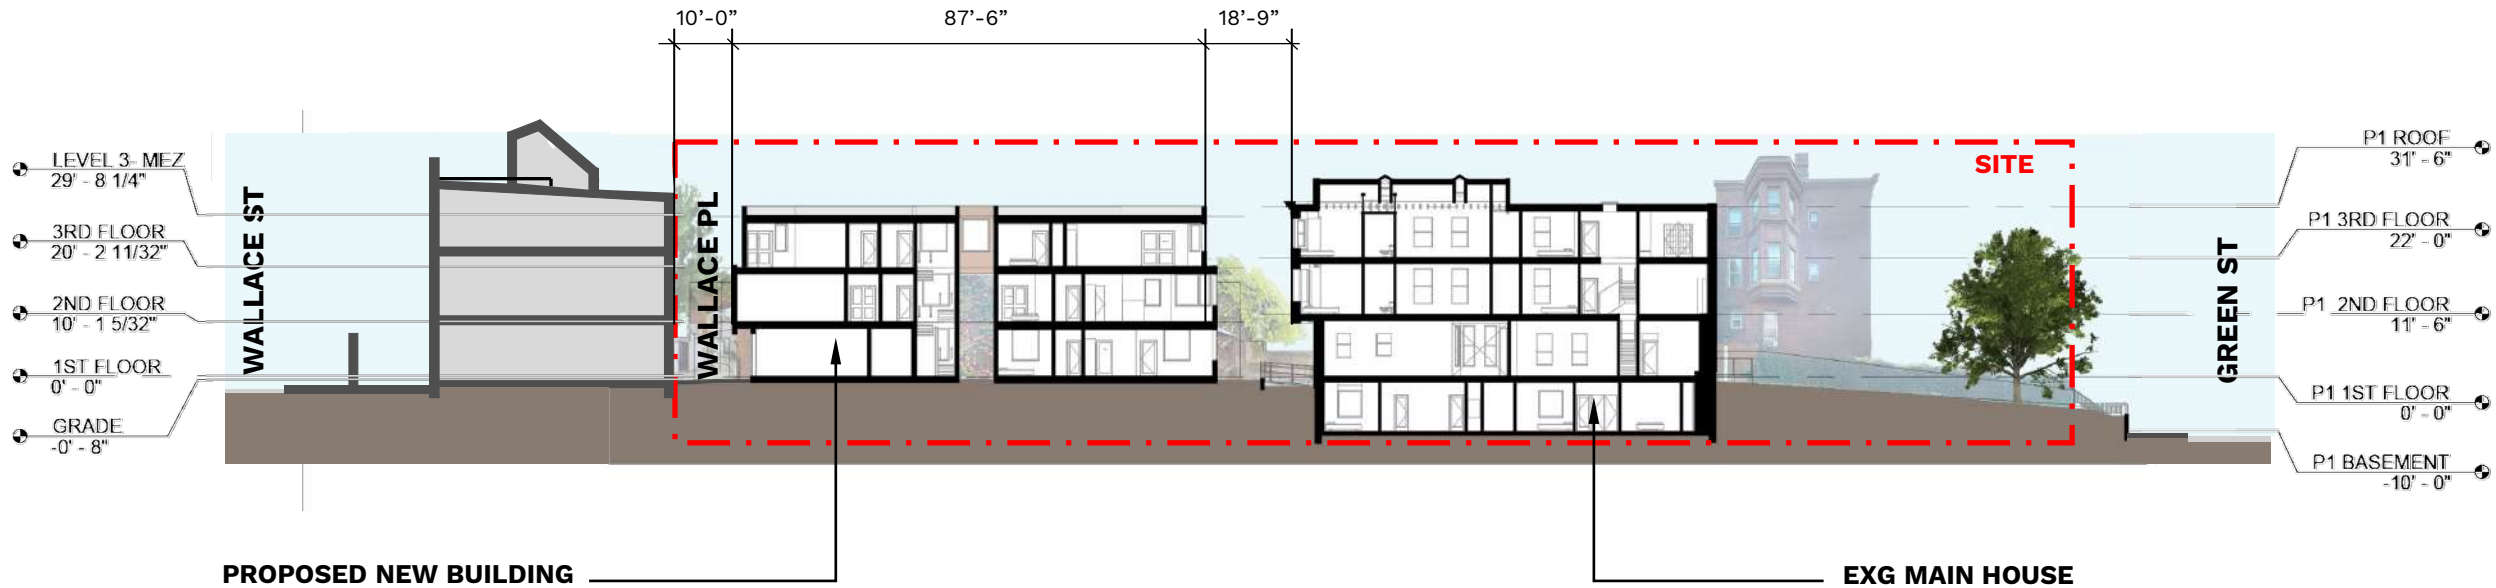 10’-0”
87’-6”
18’-9”
LEVEL 3- MEZ
29' - 8 1/4"
3RD FLOOR
20' - 2 11/32"
2ND FLOOR
10' - 1 5/32"
1ST FLOOR
0' - 0"
GRADE
-0' - 8"
WALLACE ST
WALLACE PL
SITE
GREEN ST
P1 ROOF
31' - 6"
P1 3RD FLOOR
22' - 0"
P1 2ND FLOOR
11' - 6"
P1 1ST FLOOR
0' - 0"
P1 BASEMENT
-10' - 0"
PROPOSED NEW BUILDING
EXG MAIN HOUSE